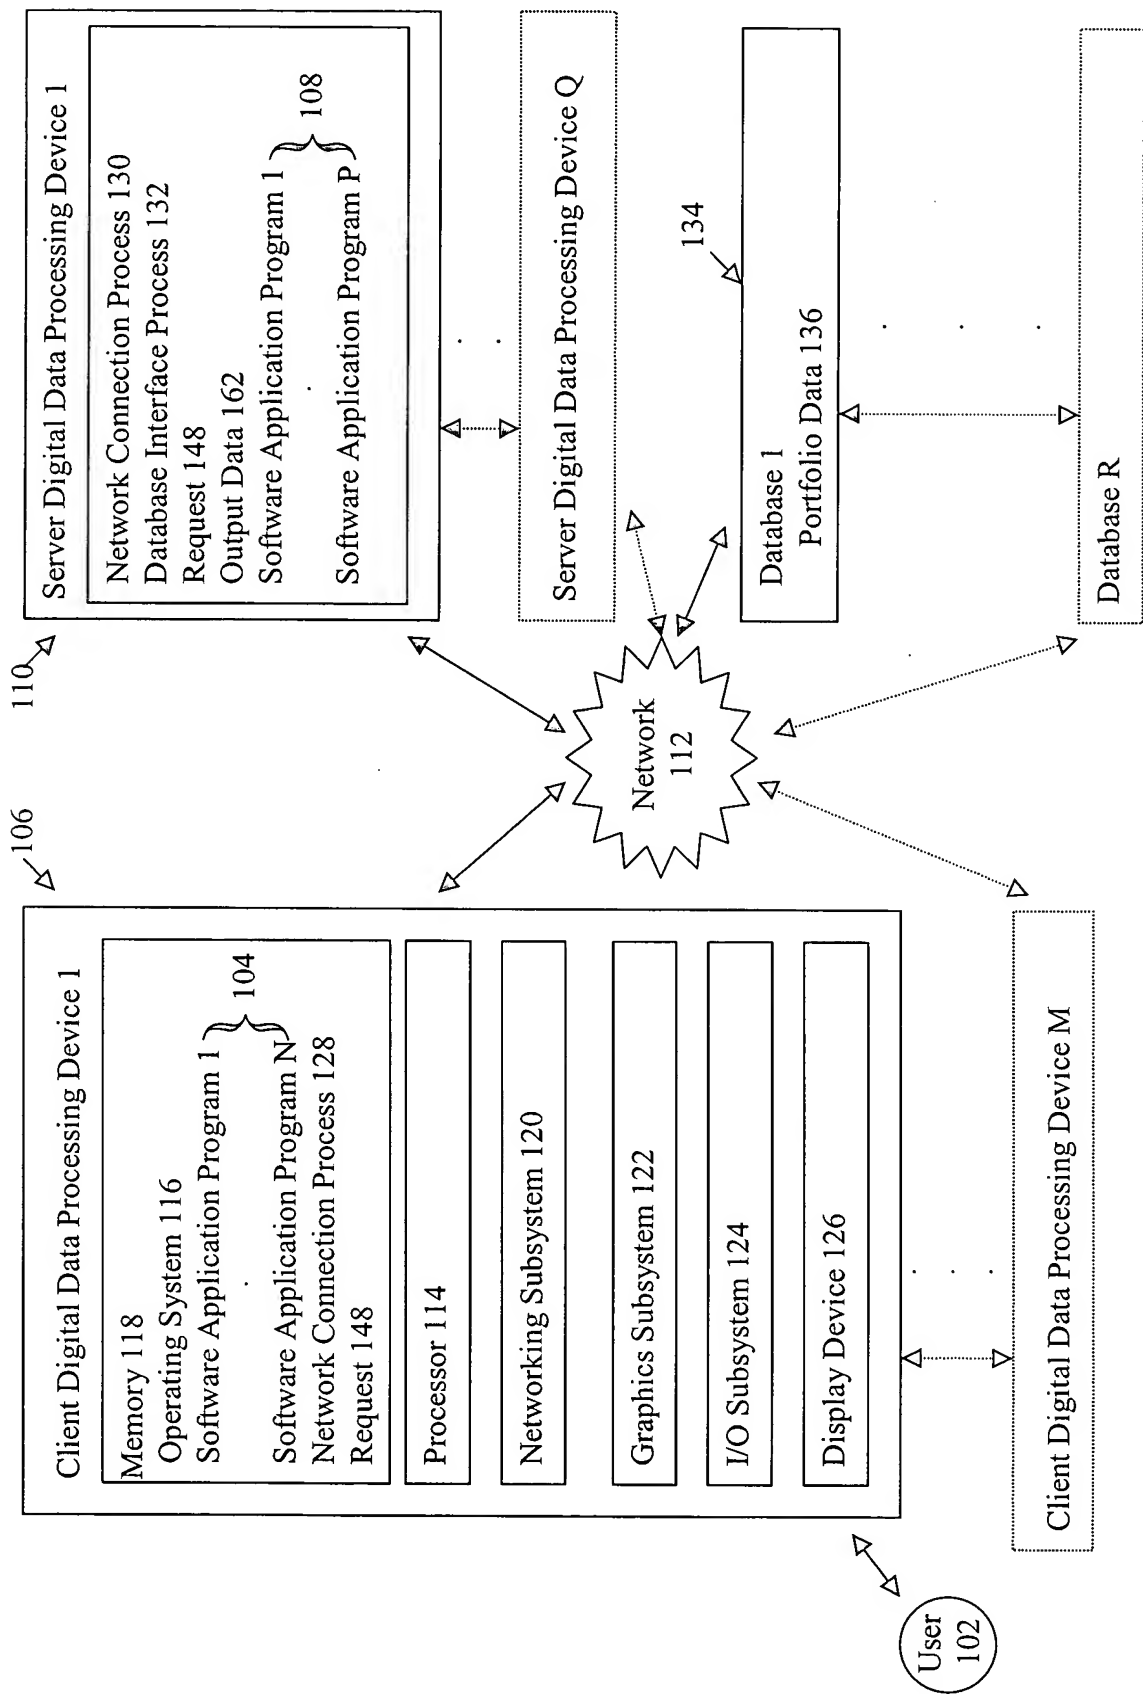 106
Client Digital Data Processing Device 1
Memory 118
Operating System 116
Software Application Program 1
.
Software Application Program N
104
Network Connection Process 128
Request 148
Processor 114
Networking Subsystem 120
Graphics Subsystem 122
I/O Subsystem 124
Display Device 126
. . .
Client Digital Data Processing Device M
User
102
Network
112
110
Server Digital Data Processing Device 1
Network Connection Process 130
Database Interface Process 132
Request 148
Output Data 162
Software Application Program 1
.
Software Application Program P
108
. .
Server Digital Data Processing Device Q
134
Database 1
Portfolio Data 136
. . .
Database R